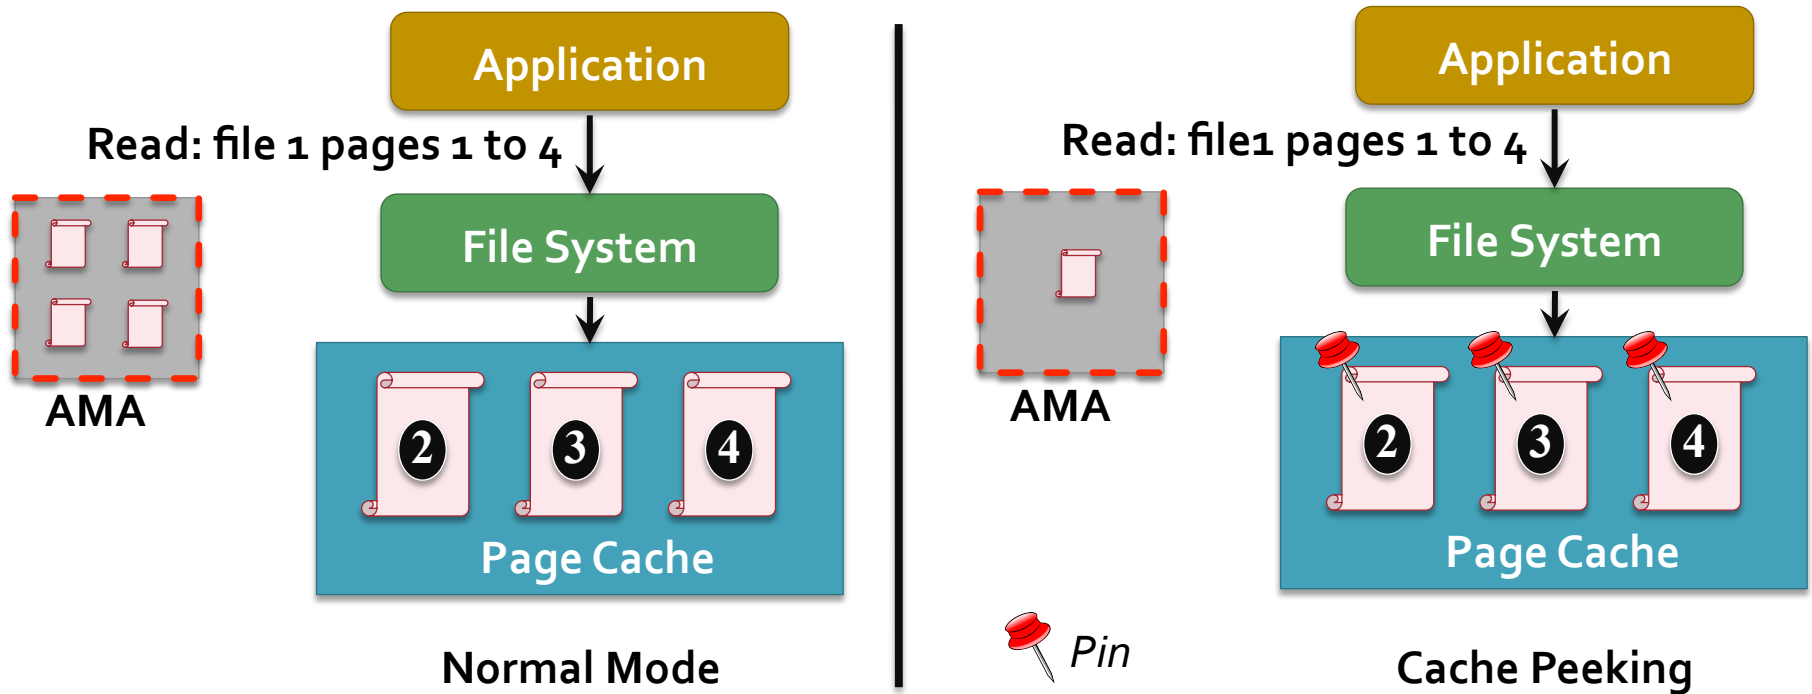 Application
Read: file 1 pages 1 to 4
File System
AMA
2 3 4
Page Cache
Normal Mode
Application
Read: file1 pages 1 to 4
File System
AMA
2 3 4
Page Cache
Pin
Cache Peeking